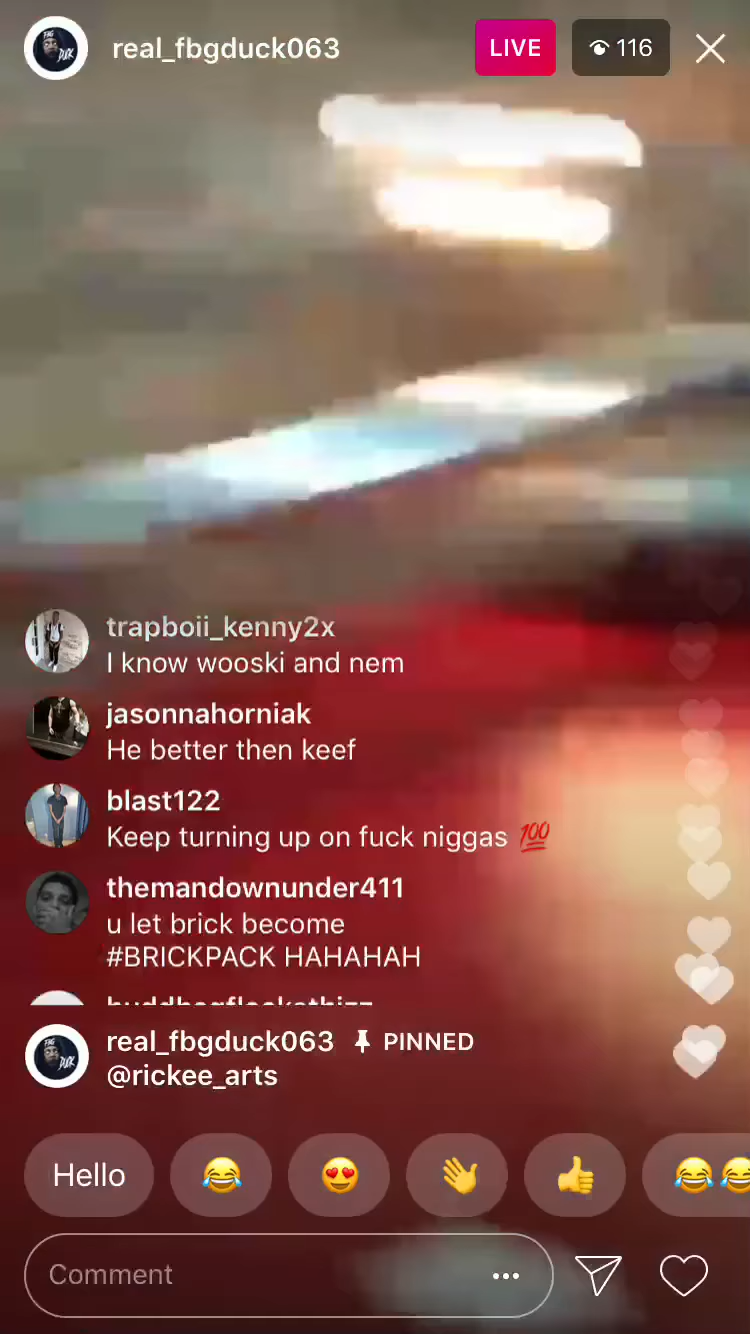 real_fbgduck063
LIVE
116
trapboii_kenny2x
I know wooski and nem
jasonnahorniak
He better then keef
blast122
Keep turning up on fuck niggas 💯
themandownunder411
u let brick become
#BRICKPACK HAHAHAH
real_fbgduck063 PINNED
@rickee_arts
Hello
Comment